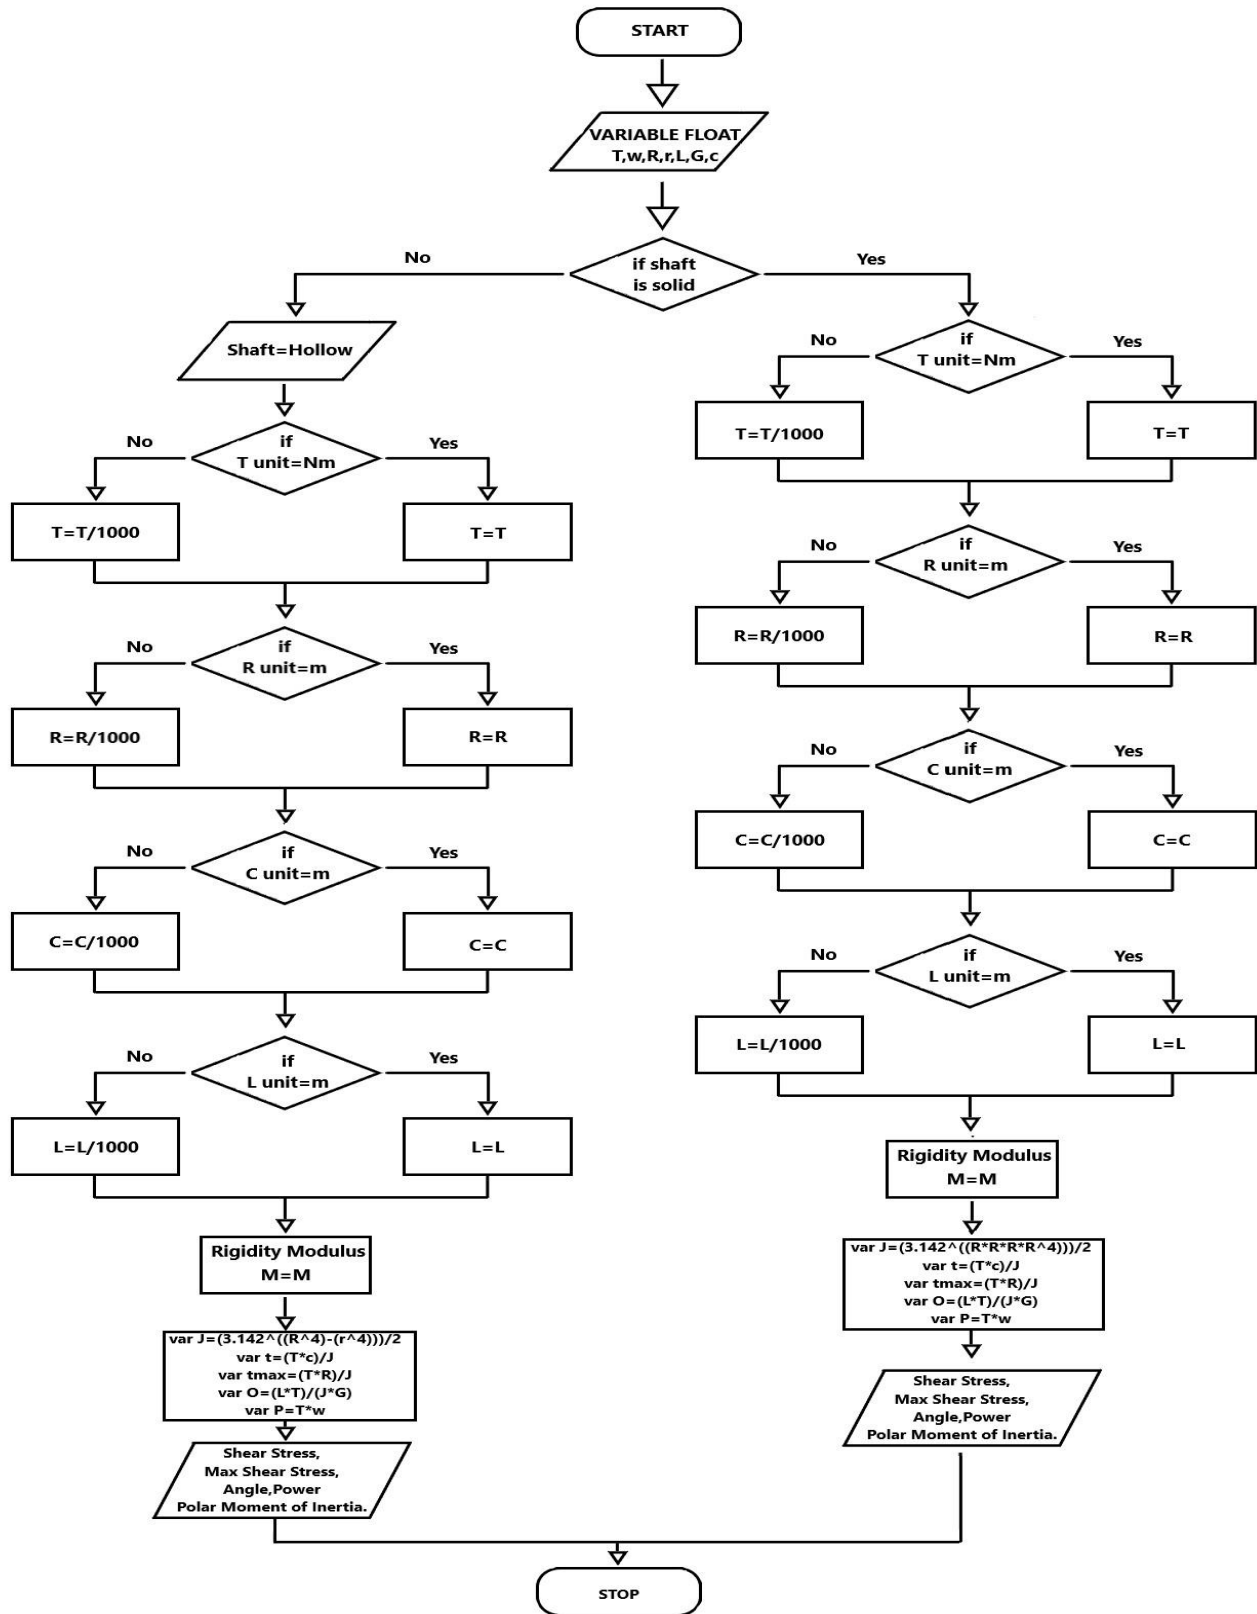 START
VARIABLE FLOAT
T,w,R,r,L,G,c
if shaft
is solid
No
Yes
Shaft=Hollow
if
T unit=Nm
No
Yes
T=T/1000
T=T
if
R unit=m
No
Yes
R=R/1000
R=R
if
C unit=m
No
Yes
C=C/1000
C=C
if
L unit=m
No
Yes
L=L/1000
L=L
Rigidity Modulus
M=M
var J=(3.142^((R^4)-(r^4)))/2
var t=(T*c)/J
var tmax=(T*R)/J
var O=(L*T)/(J*G)
var P=T*w
Shear Stress,
Max Shear Stress,
Angle,Power
Polar Moment of Inertia.
if
T unit=Nm
No
Yes
T=T/1000
T=T
if
R unit=m
No
Yes
R=R/1000
R=R
if
C unit=m
No
Yes
C=C/1000
C=C
if
L unit=m
No
Yes
L=L/1000
L=L
Rigidity Modulus
M=M
var J=(3.142^((R*R*R*R^4)))/2
var t=(T*c)/J
var tmax=(T*R)/J
var O=(L*T)/(J*G)
var P=T*w
Shear Stress,
Max Shear Stress,
Angle,Power
Polar Moment of Inertia.
STOP